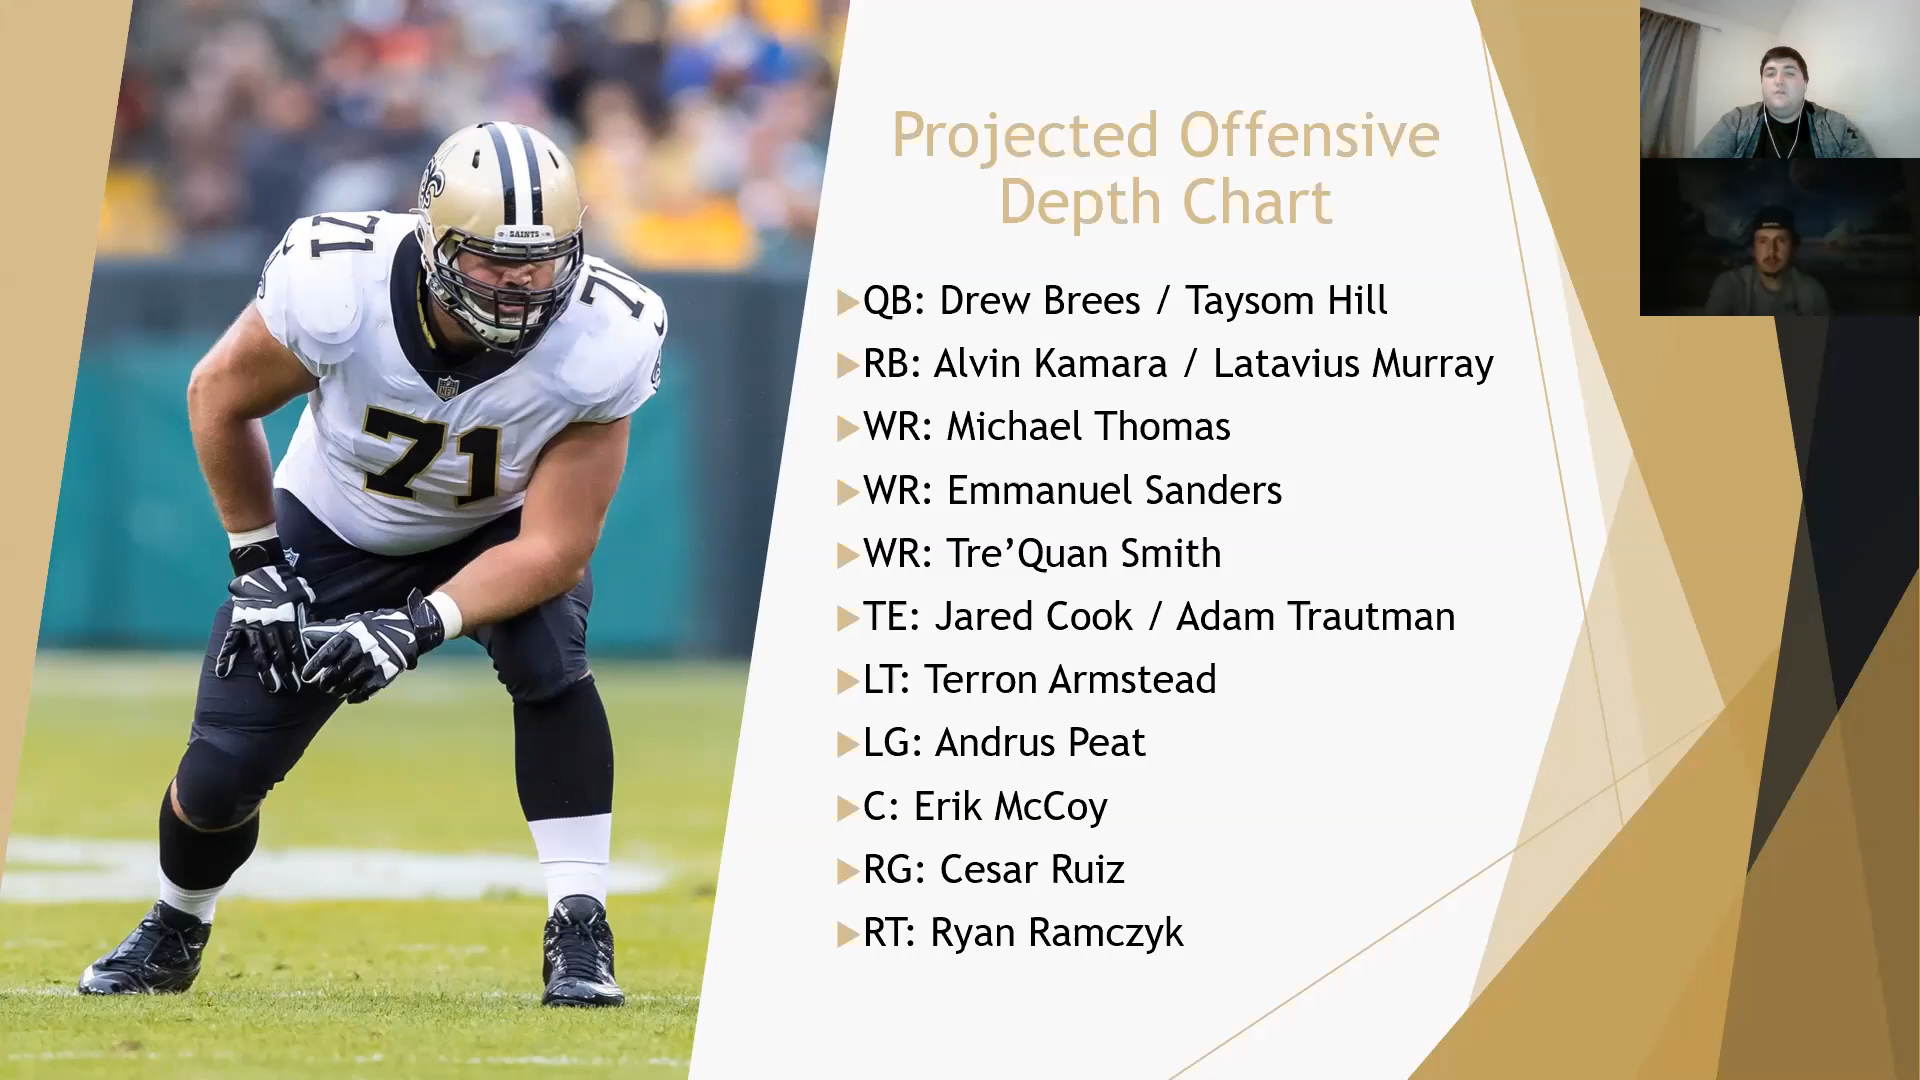 Projected Offensive
Depth Chart
QB: Drew Brees / Taysom Hill
RB: Alvin Kamara / Latavius Murray
WR: Michael Thomas
WR: Emmanuel Sanders
WR: Tre’Quan Smith
TE: Jared Cook / Adam Trautman
LT: Terron Armstead
LG: Andrus Peat
C: Erik McCoy
RG: Cesar Ruiz
RT: Ryan Ramczyk
SAINTS
71
71
NFL
71